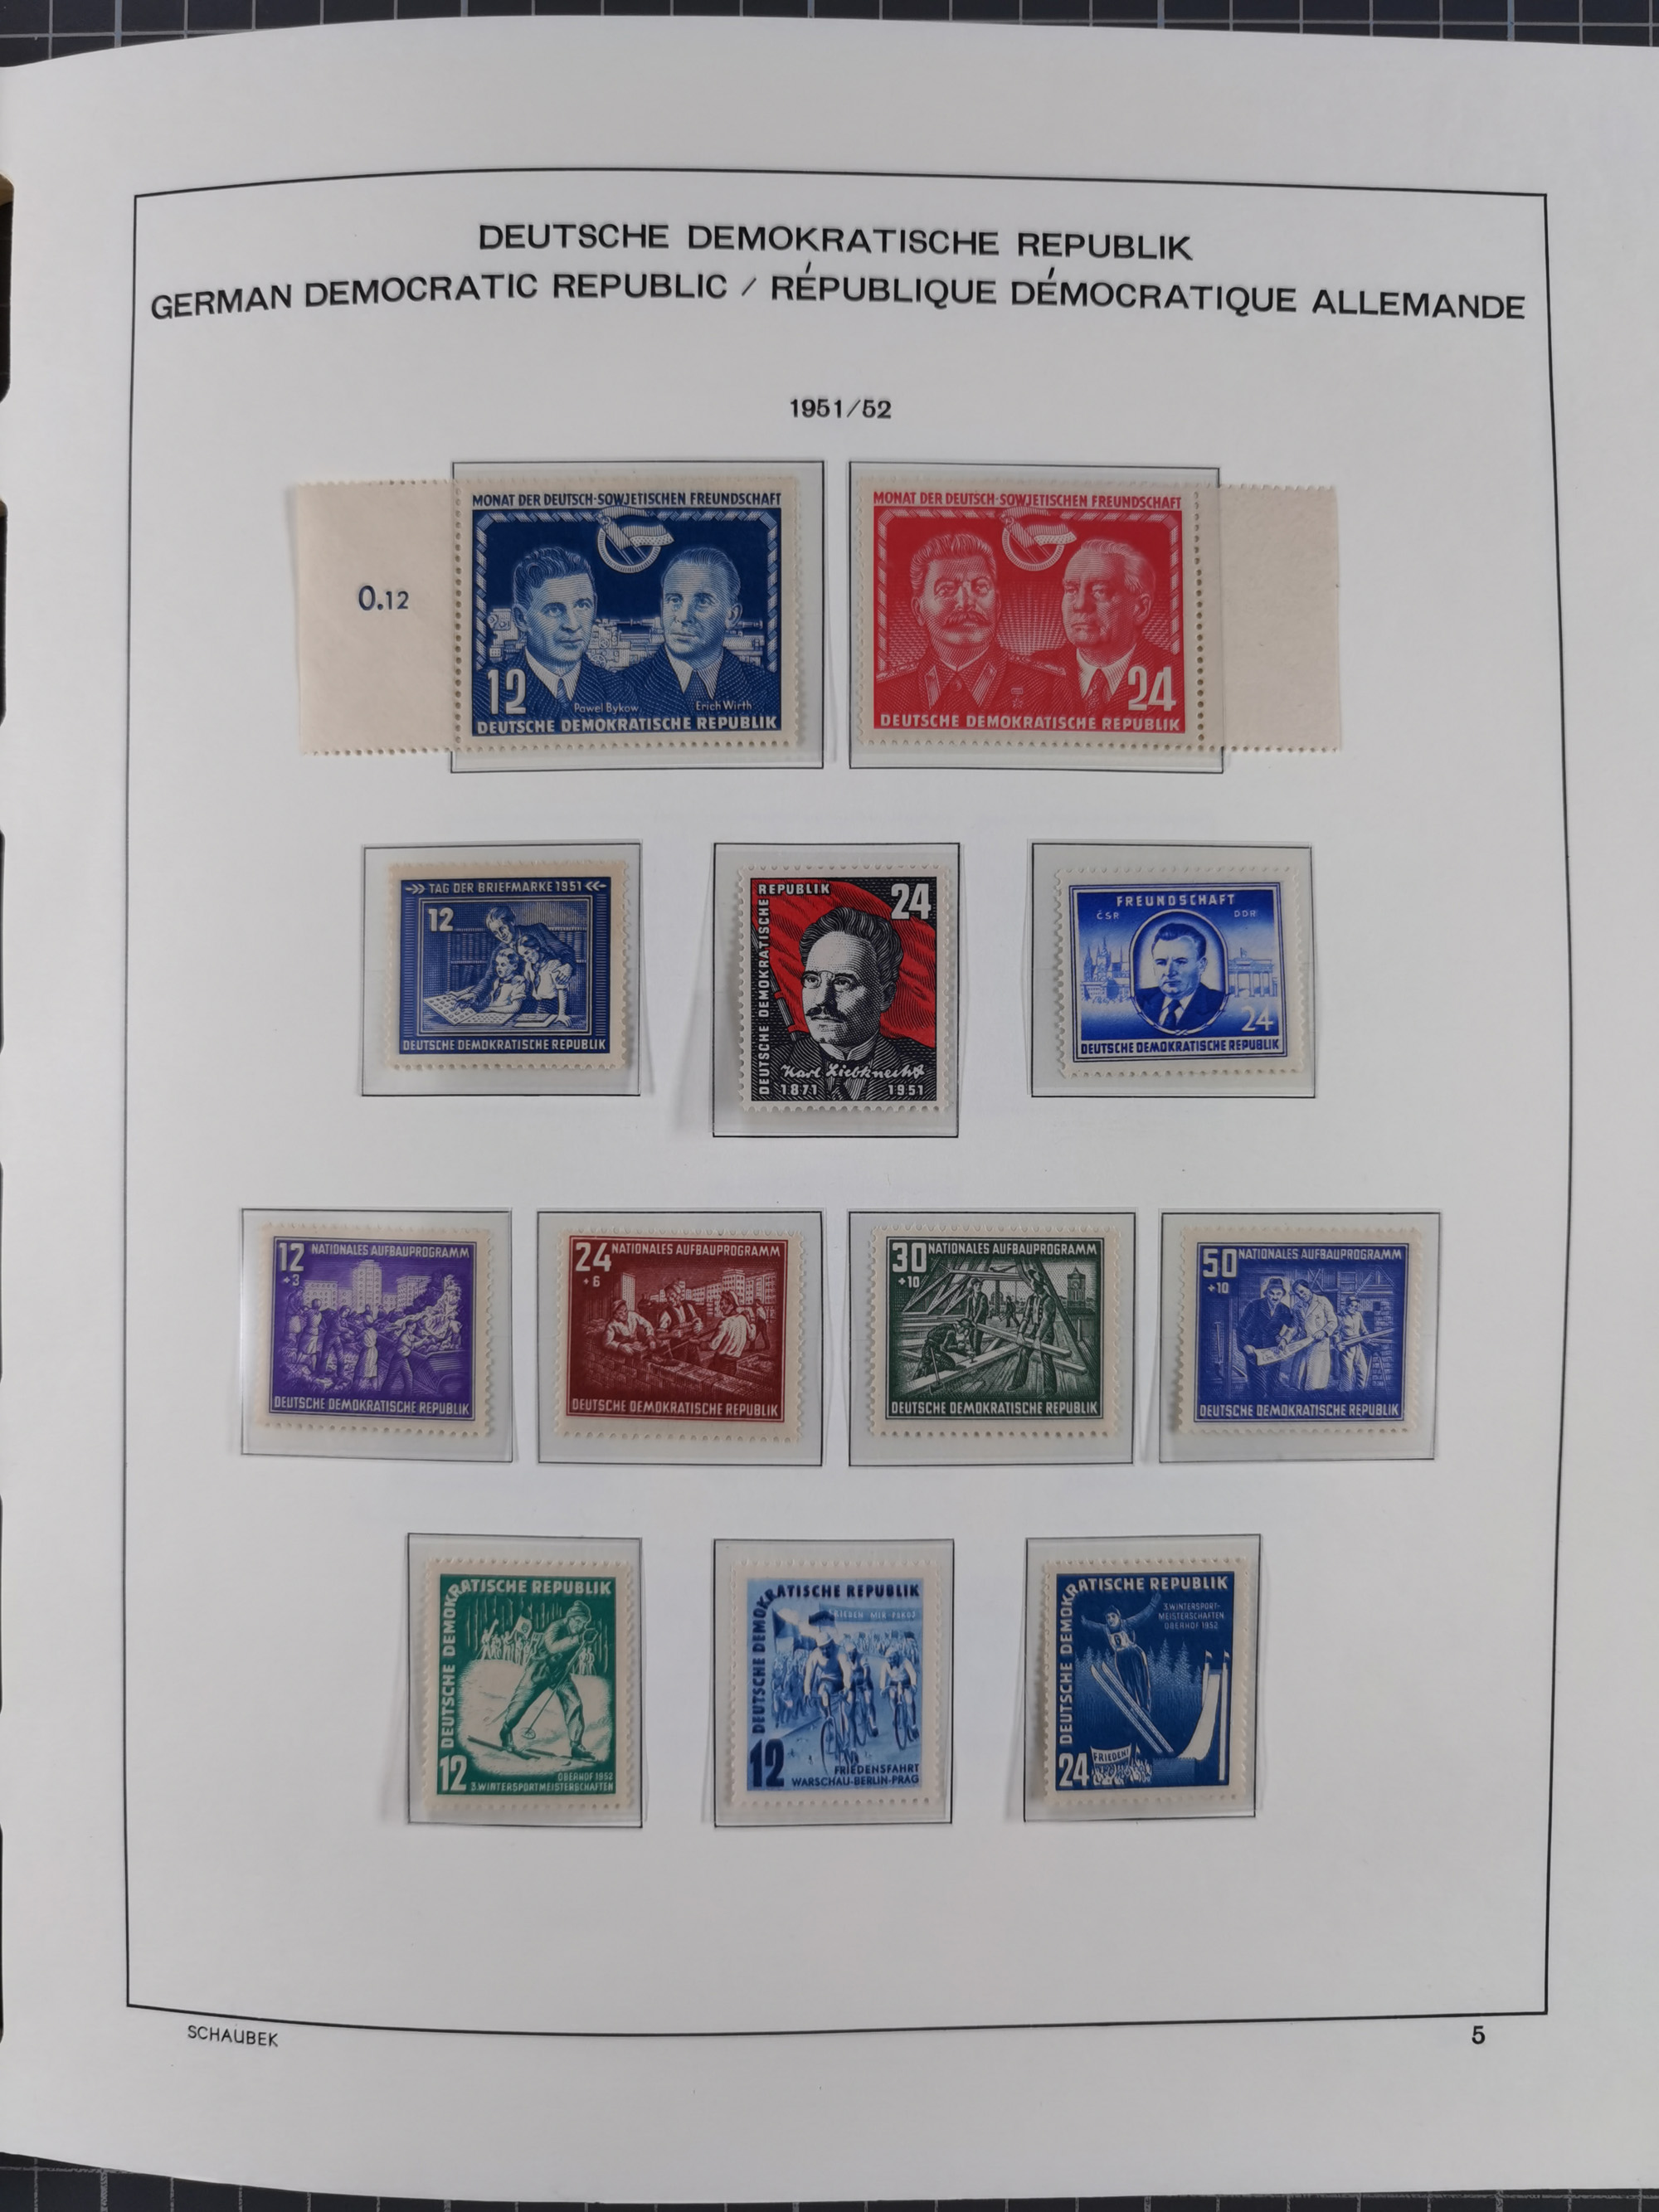 DEUTSCHE DEMOKRATISCHE REPUBLIK
GERMAN DEMOCRATIC REPUBLIC / RÉPUBLIQUE DÉMOCRATIQUE ALLEMANDE
1951/52
0.12
MONAT DER DEUTSCH-SOWJETISCHEN FREUNDSCHAFT
12
Pawel Bykow
Erich Wirth
DEUTSCHE DEMOKRATISCHE REPUBLIK
MONAT DER DEUTSCH-SOWJETISCHEN FREUNDSCHAFT
24
DEUTSCHE DEMOKRATISCHE REPUBLIK
TAG DER BRIEFMARKE 1951
12
DEUTSCHE DEMOKRATISCHE REPUBLIK
DEUTSCHE DEMOKRATISCHE
REPUBLIK
24
Karl Liebknecht
1871 1951
FREUNDSCHAFT
ČSR DDR
24
DEUTSCHE DEMOKRATISCHE REPUBLIK
12 NATIONALES AUFBAUPROGRAMM
+3
DEUTSCHE DEMOKRATISCHE REPUBLIK
24 NATIONALES AUFBAUPROGRAMM
+6
DEUTSCHE DEMOKRATISCHE REPUBLIK
30 NATIONALES AUFBAUPROGRAMM
+10
DEUTSCHE DEMOKRATISCHE REPUBLIK
50 NATIONALES AUFBAUPROGRAMM
+10
DEUTSCHE DEMOKRATISCHE REPUBLIK
DEUTSCHE DEMOKRATISCHE REPUBLIK
12
OBERHOF 1952
3.WINTERSPORTMEISTERSCHAFTEN
DEUTSCHE DEMOKRATISCHE REPUBLIK
12
FRIEDENSFAHRT
WARSCHAU-BERLIN-PRAG
DEUTSCHE DEMOKRATISCHE REPUBLIK
3.WINTERSPORT-
MEISTERSCHAFTEN
OBERHOF 1952
FRIEDEN!
24
SCHAUBEK
5